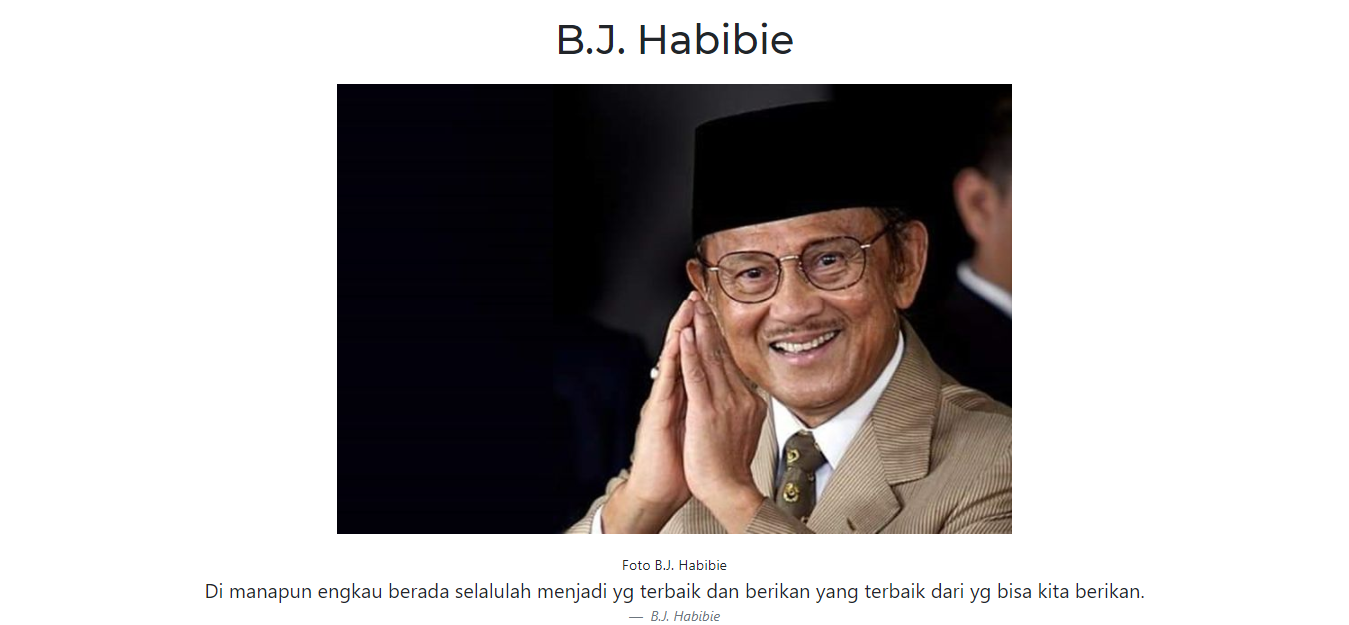 B.J. Habibie
Foto B.J. Habibie
Di manapun engkau berada selalulah menjadi yg terbaik dan berikan yang terbaik dari yg bisa kita berikan.
— B.J. Habibie